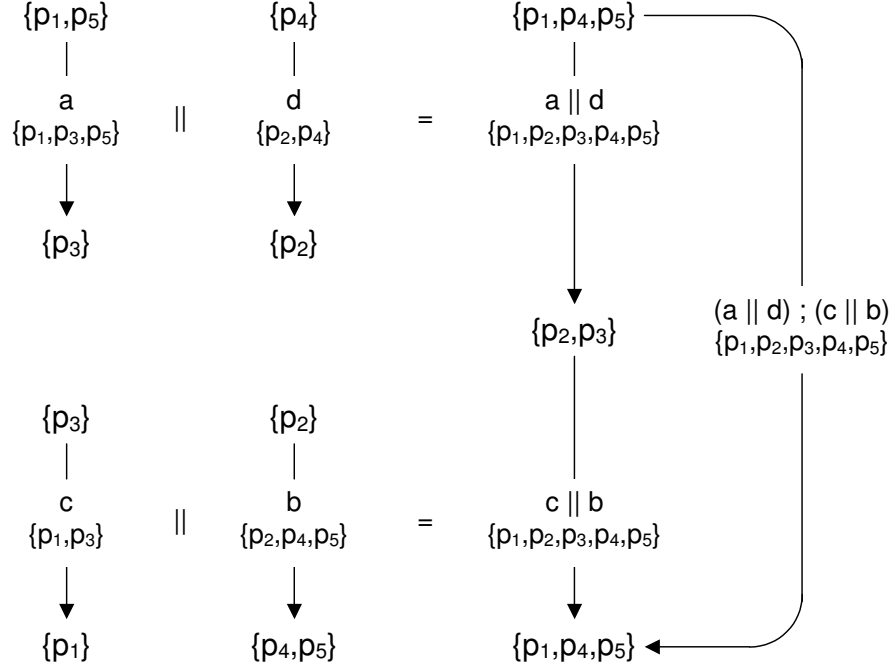 {p₁,p₅} {p₄} {p₁,p₄,p₅}
a || d = a || d
{p₁,p₃,p₅} {p₂,p₄} {p₁,p₂,p₃,p₄,p₅}
{p₃} {p₂}
(a || d) ; (c || b)
{p₂,p₃} {p₁,p₂,p₃,p₄,p₅}
{p₃} {p₂}
c || b = c || b
{p₁,p₃} {p₂,p₄,p₅} {p₁,p₂,p₃,p₄,p₅}
{p₁} {p₄,p₅} {p₁,p₄,p₅}